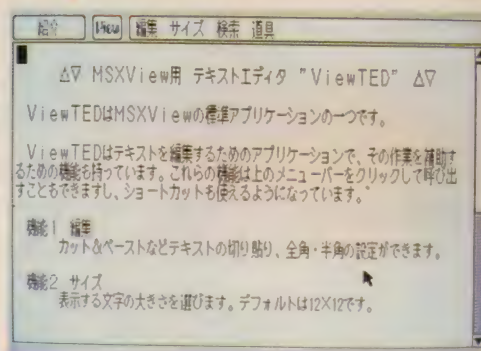 紹介 View 編集 サイズ 検索 道具
△▽ MSXView用 テキストエディタ "ViewTED" △▽
ViewTEDはMSXViewの標準アプリケーションの一つです。
ViewTEDはテキストを編集するためのアプリケーションで、その作業を補助す
るための機能も持っています。これらの機能は上のメニューバーをクリックして呼び出
すこともできますし、ショートカットも使えるようになっています。
機能1 編集
カット&ペーストなどテキストの切り貼り、全角・半角の設定ができます。
機能2 サイズ
表示する文字の大きさを選びます。デフォルトは12×12です。